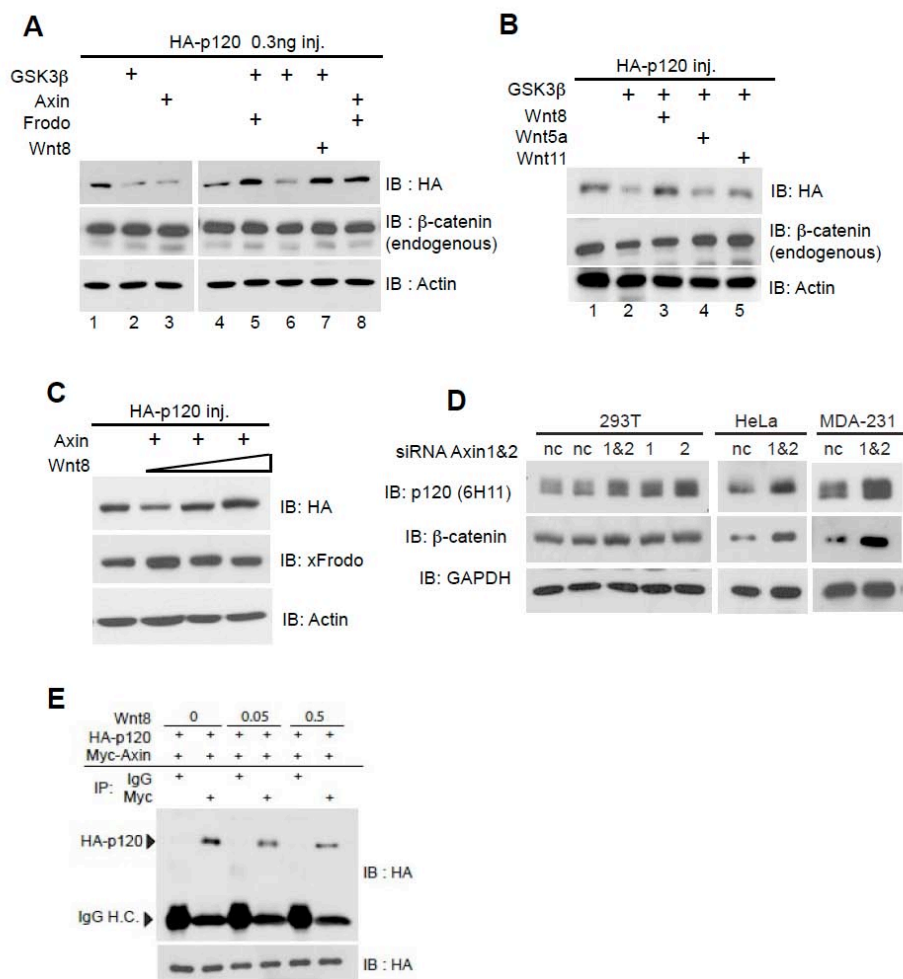 A
HA-p120 0.3ng inj.
GSK3β + + + +
Axin + +
Frodo + +
Wnt8 +
IB : HA
IB : β-catenin
(endogenous)
IB : Actin
1 2 3 4 5 6 7 8
B
HA-p120 inj.
GSK3β + + + +
Wnt8 +
Wnt5a +
Wnt11 +
IB: HA
IB: β-catenin
(endogenous)
IB: Actin
1 2 3 4 5
C
HA-p120 inj.
Axin + + +
Wnt8
IB: HA
IB: xFrodo
IB: Actin
D
293T HeLa MDA-231
siRNA Axin1&2 nc nc 1&2 1 2 nc 1&2 nc 1&2
IB: p120 (6H11)
IB: β-catenin
IB: GAPDH
E
Wnt8 0 0.05 0.5
HA-p120 + + + + + +
Myc-Axin + + + + + +
IP: IgG + + +
Myc + + +
HA-p120
IB : HA
IgG H.C.
IB : HA